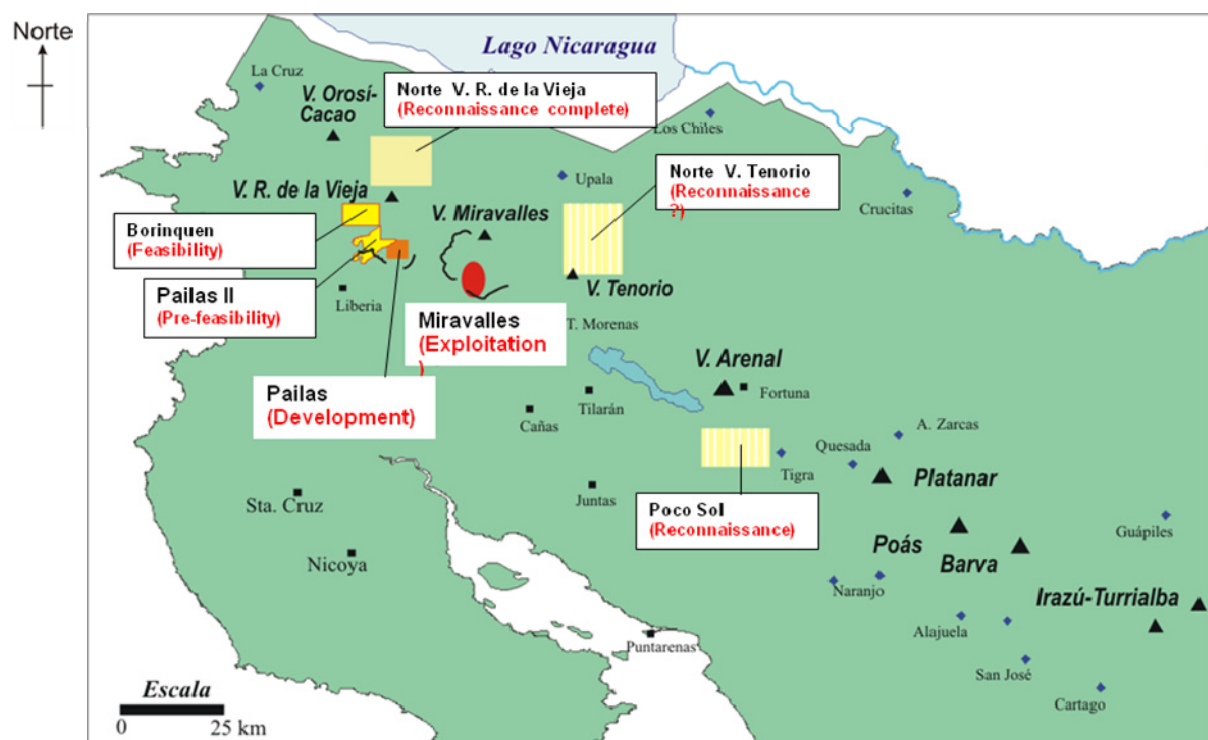 Norte
Lago Nicaragua
La Cruz
V. Orosí-
Cacao
Norte V. R. de la Vieja
(Reconnaissance complete)
Los Chiles
V. R. de la Vieja
Upala
Norte V. Tenorio
(Reconnaissance
?)
Crucitas
Borinquen
(Feasibility)
V. Miravalles
Pailas II
(Pre-feasibility)
Liberia
V. Tenorio
Miravalles
(Exploitation
)
T. Morenas
V. Arenal
Fortuna
Pailas
(Development)
Tilarán
Cañas
A. Zarcas
Quesada
Tigra
Platanar
Sta. Cruz
Juntas
Poco Sol
(Reconnaissance)
Guápiles
Poás
Barva
Nicoya
Naranjo
Irazú-Turrialba
Alajuela
Puntarenas
San José
Cartago
Escala
0 25 km